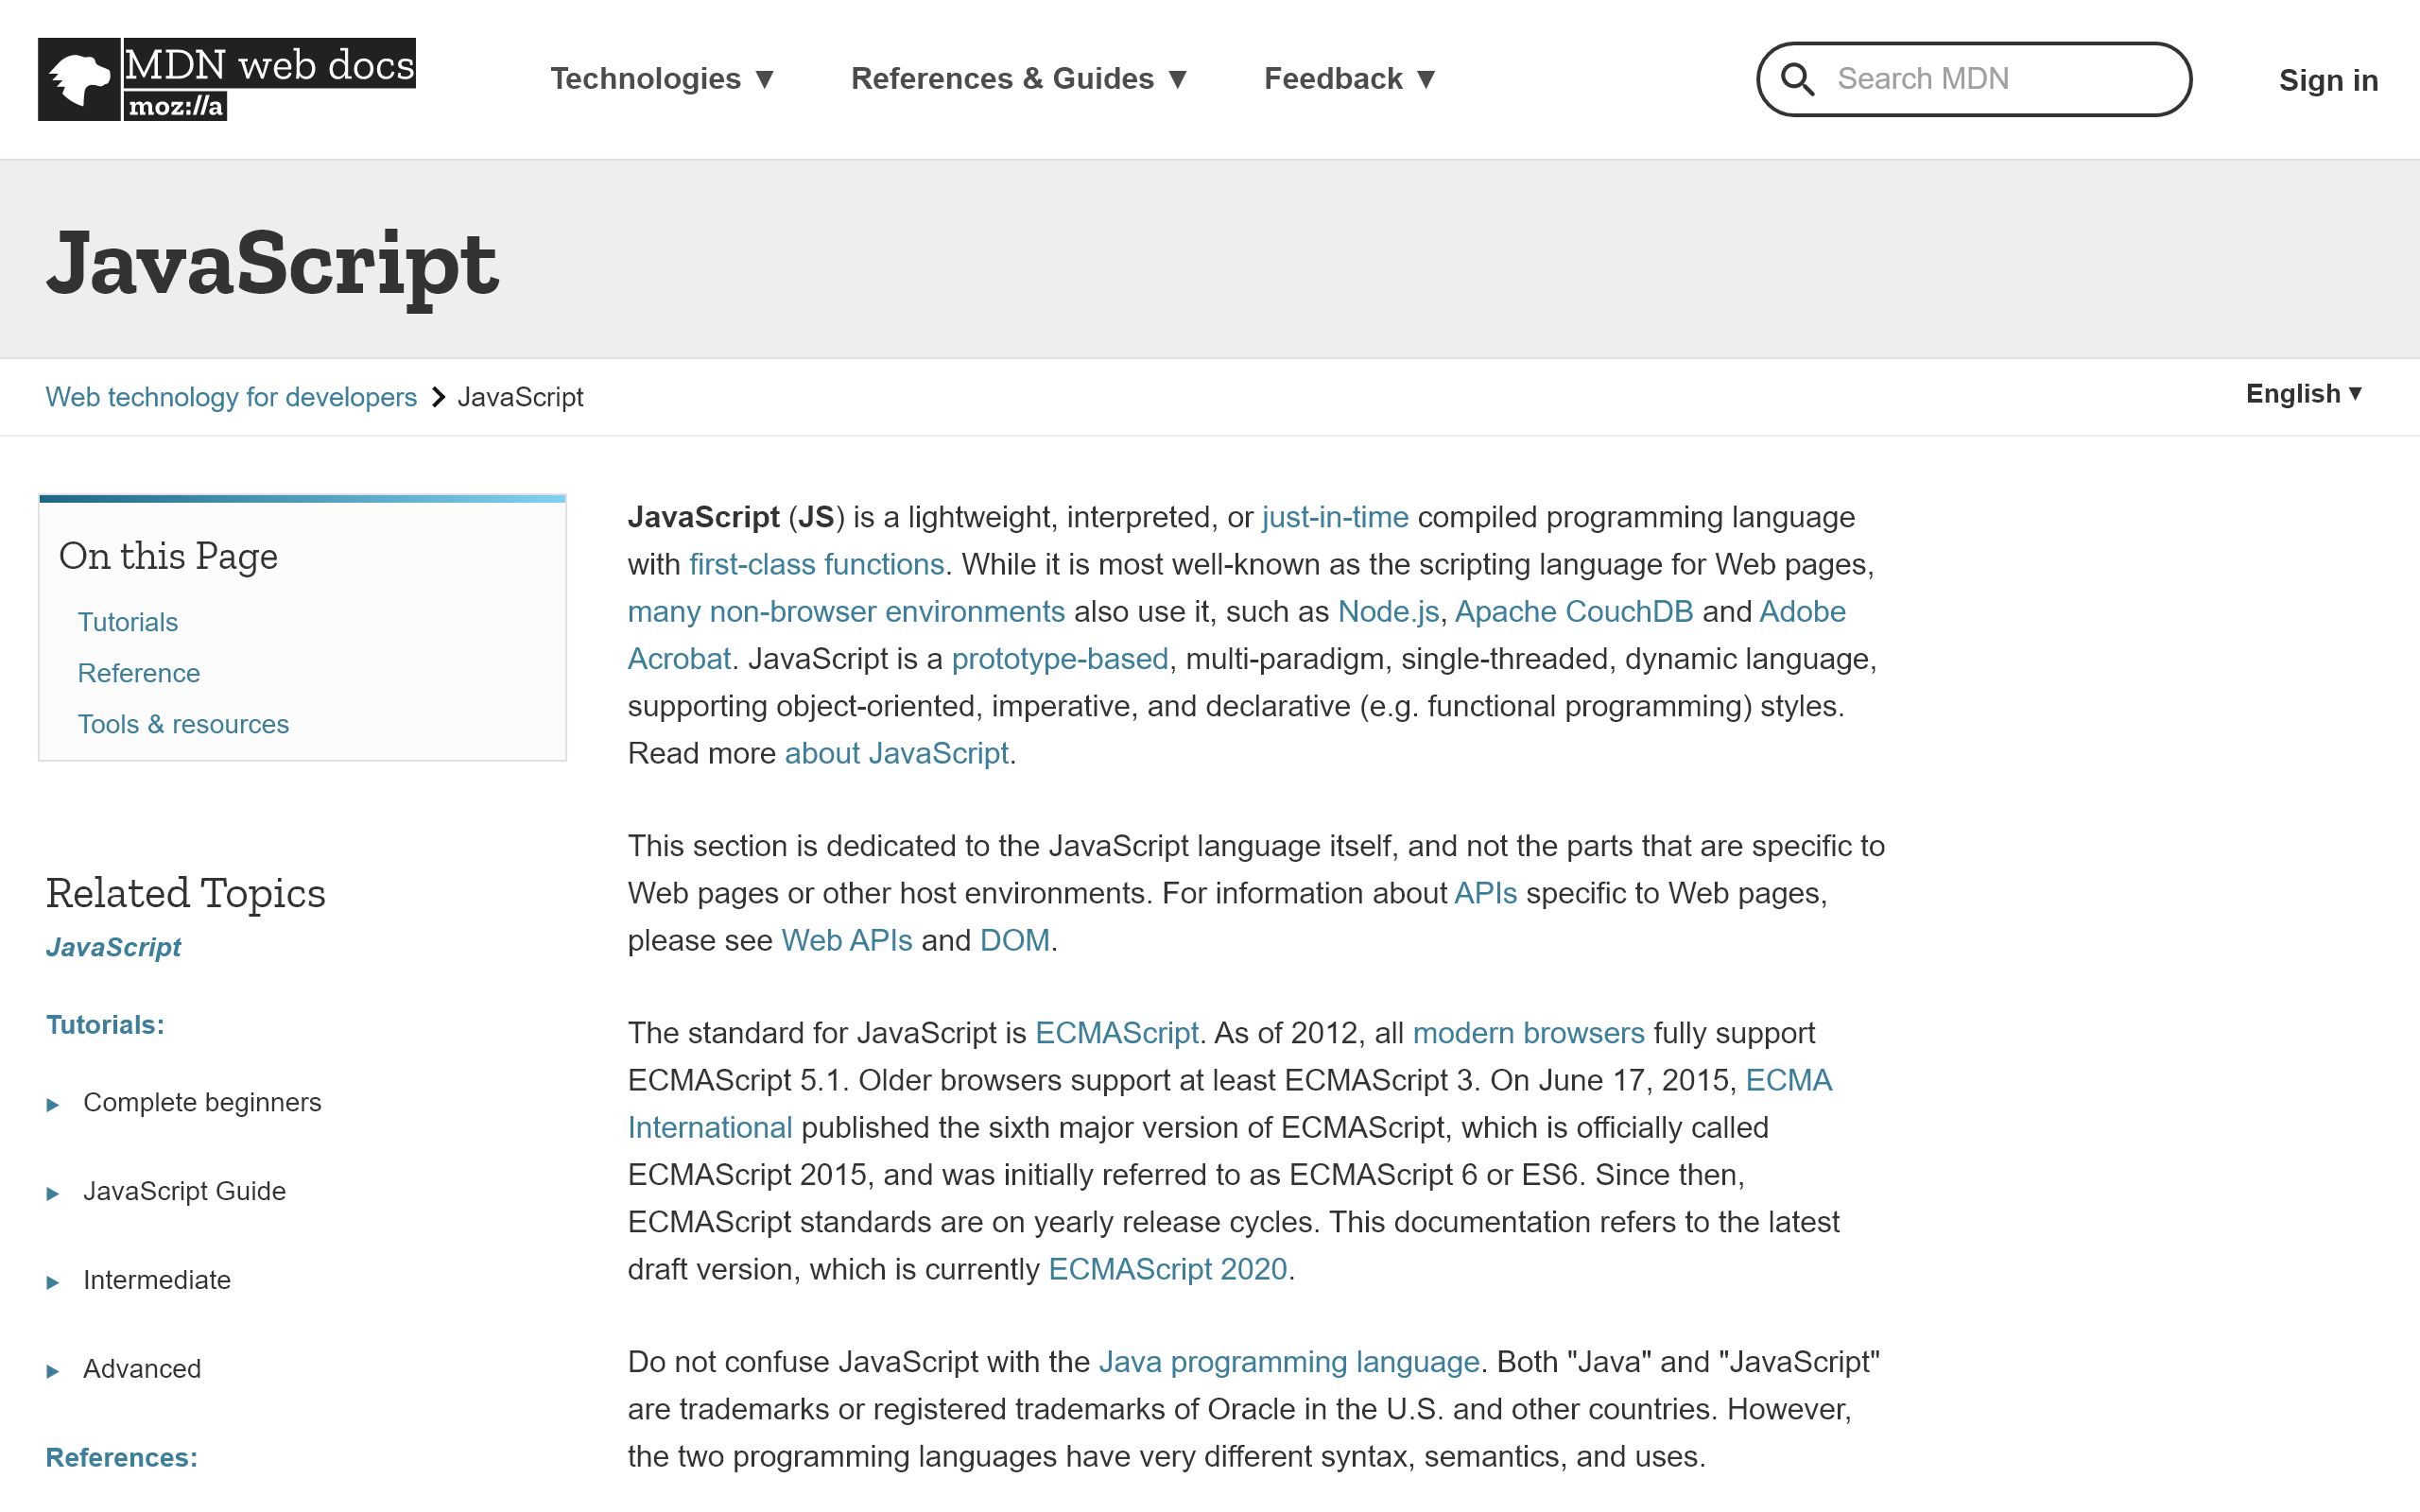 MDN web docs
moz://a
Technologies ▼
References & Guides ▼
Feedback ▼
Search MDN
Sign in
JavaScript
Web technology for developers
JavaScript
English ▼
On this Page
Tutorials
Reference
Tools & resources
Related Topics
JavaScript
Tutorials:
Complete beginners
JavaScript Guide
Intermediate
Advanced
References:
JavaScript (JS) is a lightweight, interpreted, or just-in-time compiled programming language
with first-class functions. While it is most well-known as the scripting language for Web pages,
many non-browser environments also use it, such as Node.js, Apache CouchDB and Adobe
Acrobat. JavaScript is a prototype-based, multi-paradigm, single-threaded, dynamic language,
supporting object-oriented, imperative, and declarative (e.g. functional programming) styles.
Read more about JavaScript.
This section is dedicated to the JavaScript language itself, and not the parts that are specific to
Web pages or other host environments. For information about APIs specific to Web pages,
please see Web APIs and DOM.
The standard for JavaScript is ECMAScript. As of 2012, all modern browsers fully support
ECMAScript 5.1. Older browsers support at least ECMAScript 3. On June 17, 2015, ECMA
International published the sixth major version of ECMAScript, which is officially called
ECMAScript 2015, and was initially referred to as ECMAScript 6 or ES6. Since then,
ECMAScript standards are on yearly release cycles. This documentation refers to the latest
draft version, which is currently ECMAScript 2020.
Do not confuse JavaScript with the Java programming language. Both "Java" and "JavaScript"
are trademarks or registered trademarks of Oracle in the U.S. and other countries. However,
the two programming languages have very different syntax, semantics, and uses.